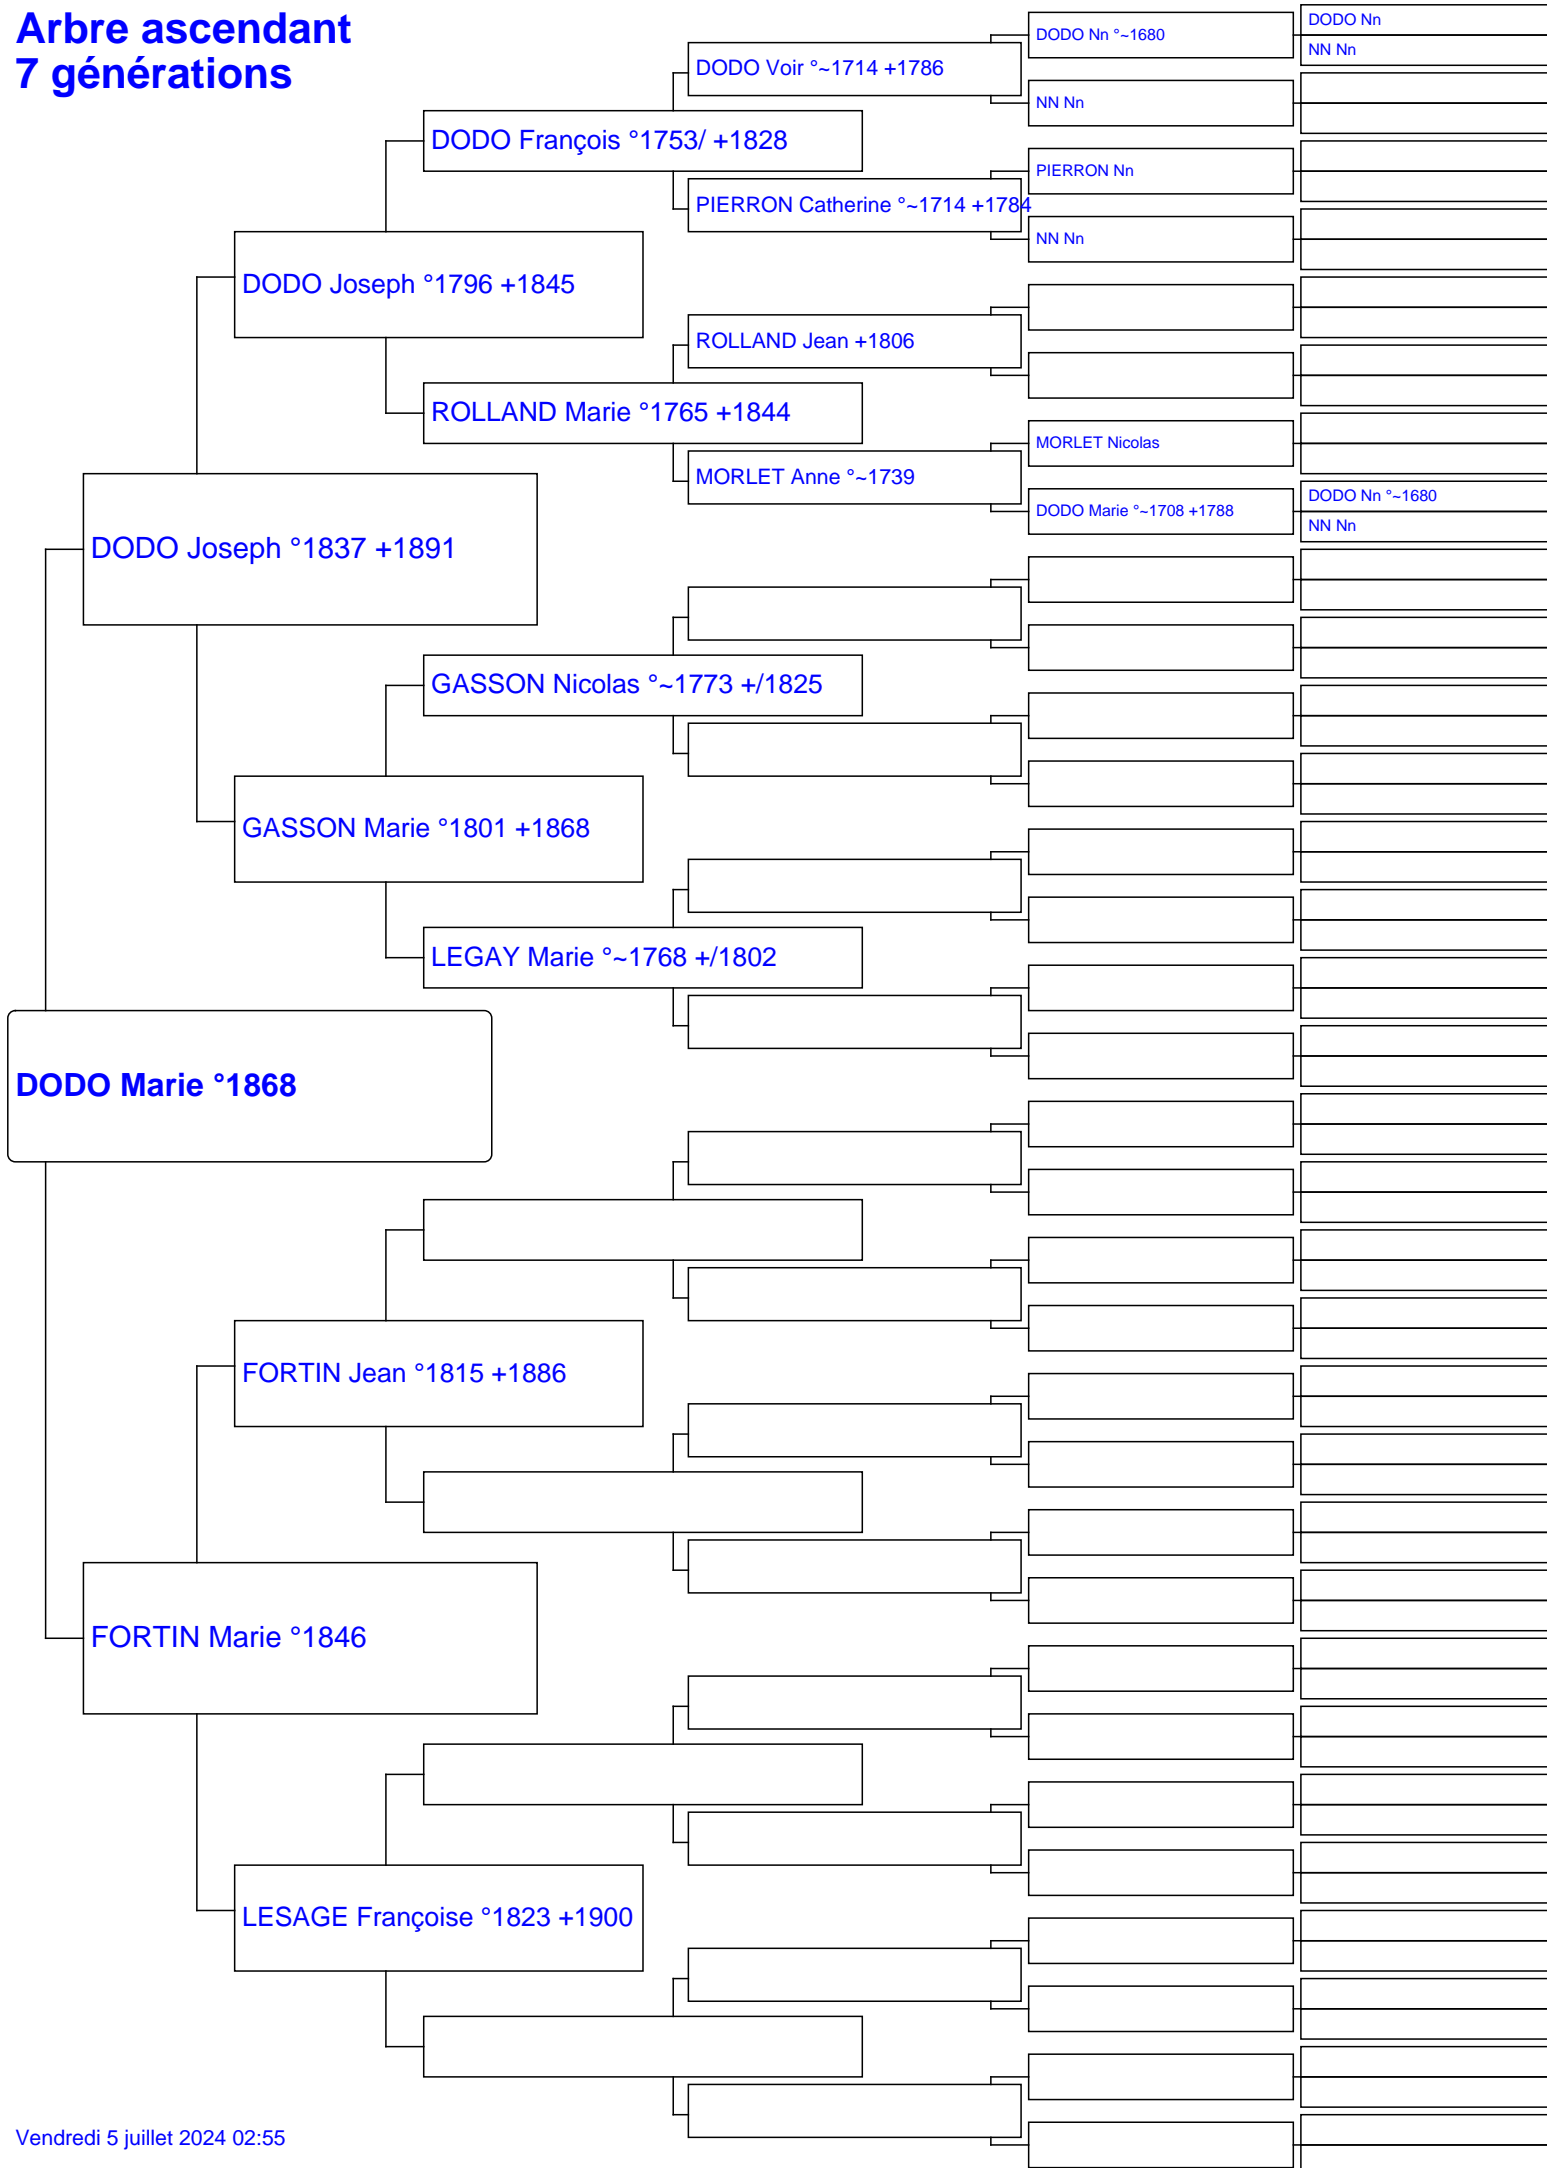 Arbre ascendant
7 générations
DODO Nn
DODO Nn °~1680
NN Nn
DODO Voir °~1714 +1786
NN Nn
DODO François °1753/ +1828
PIERRON Nn
PIERRON Catherine °~1714 +1784
NN Nn
DODO Joseph °1796 +1845
ROLLAND Jean +1806
ROLLAND Marie °1765 +1844
MORLET Nicolas
MORLET Anne °~1739
DODO Nn °~1680
DODO Marie °~1708 +1788
NN Nn
DODO Joseph °1837 +1891
GASSON Nicolas °~1773 +/1825
GASSON Marie °1801 +1868
LEGAY Marie °~1768 +/1802
DODO Marie °1868
FORTIN Jean °1815 +1886
FORTIN Marie °1846
LESAGE Françoise °1823 +1900
Vendredi 5 juillet 2024 02:55